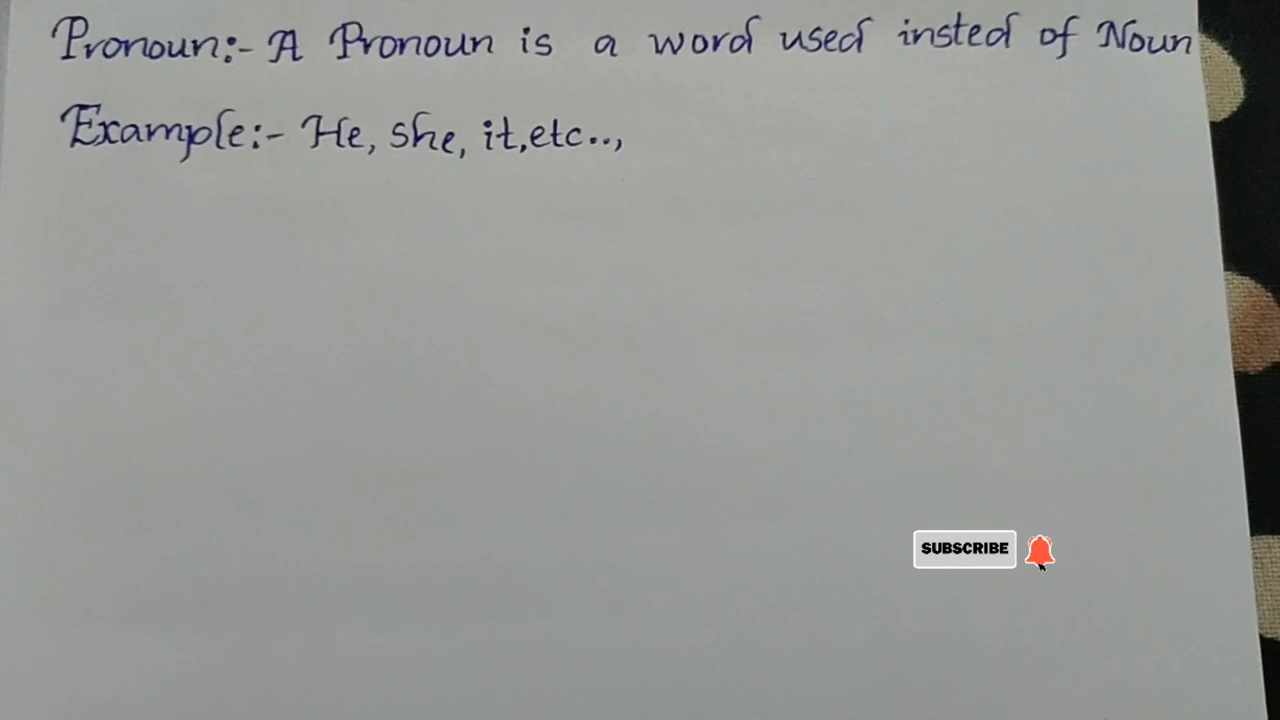 Pronoun:- A Pronoun is a word used insted of Noun
Example:- He, she, it,etc..,
SUBSCRIBE